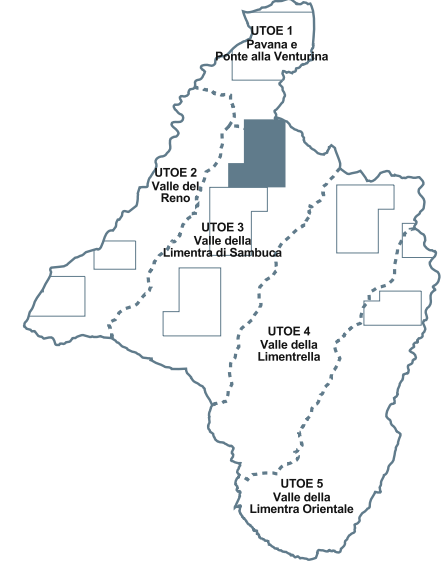 UTOE 1
Pavana e
Ponte alla Venturina
UTOE 2
Valle del
Reno
UTOE 3
Valle della
Limentra di Sambuca
UTOE 4
Valle della
Limentrella
UTOE 5
Valle della
Limentra Orientale